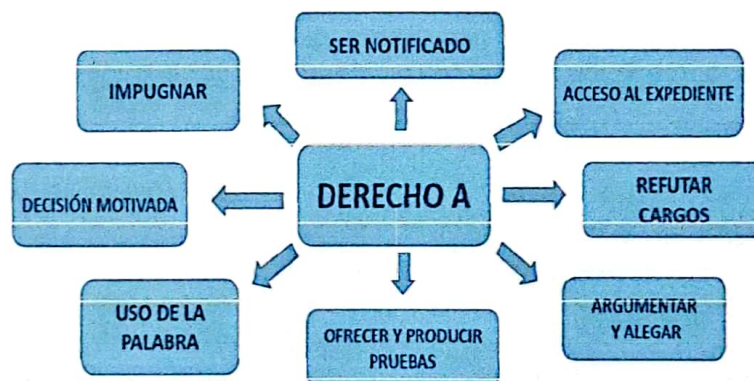 SER NOTIFICADO
IMPUGNAR
ACCESO AL EXPEDIENTE
DECISIÓN MOTIVADA
DERECHO A
REFUTAR
CARGOS
USO DE LA
PALABRA
OFRECER Y PRODUCIR
PRUEBAS
ARGUMENTAR
Y ALEGAR